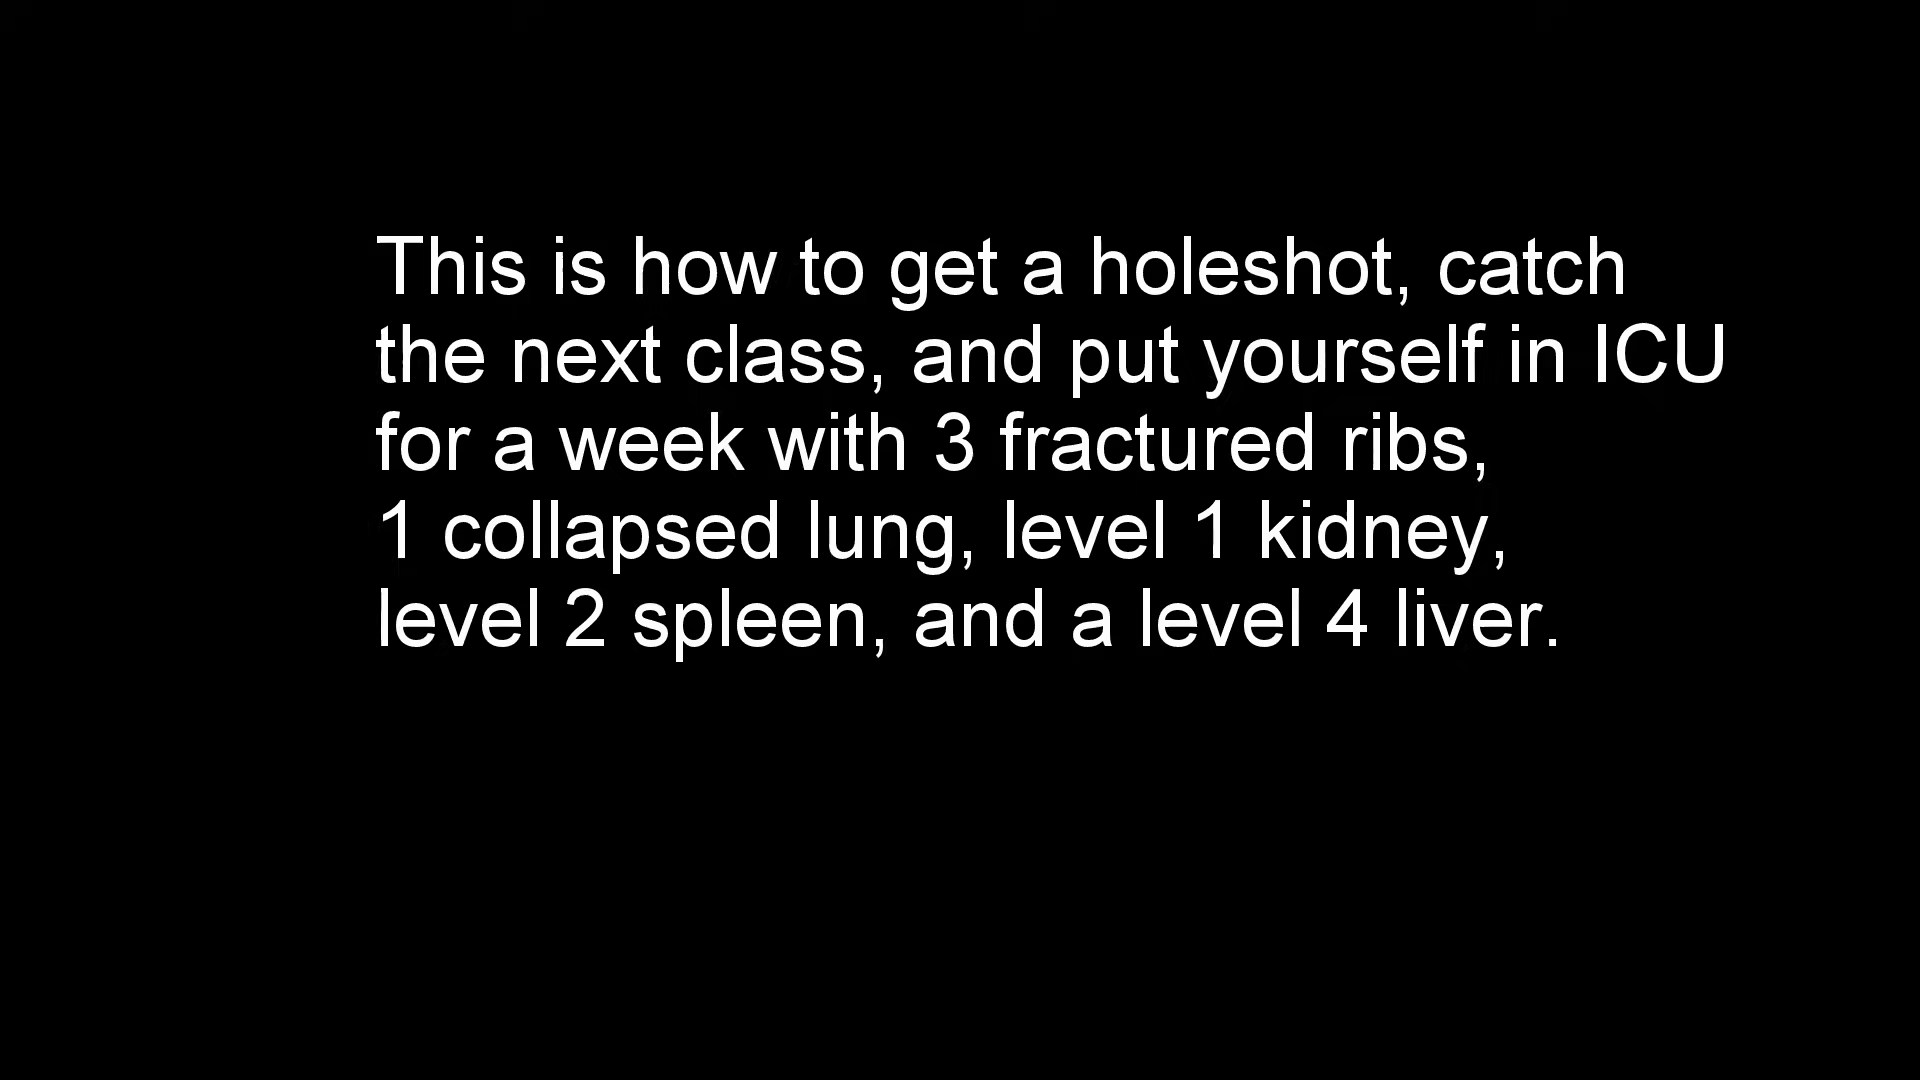 This is how to get a holeshot, catch
the next class, and put yourself in ICU
for a week with 3 fractured ribs,
1 collapsed lung, level 1 kidney,
level 2 spleen, and a level 4 liver.